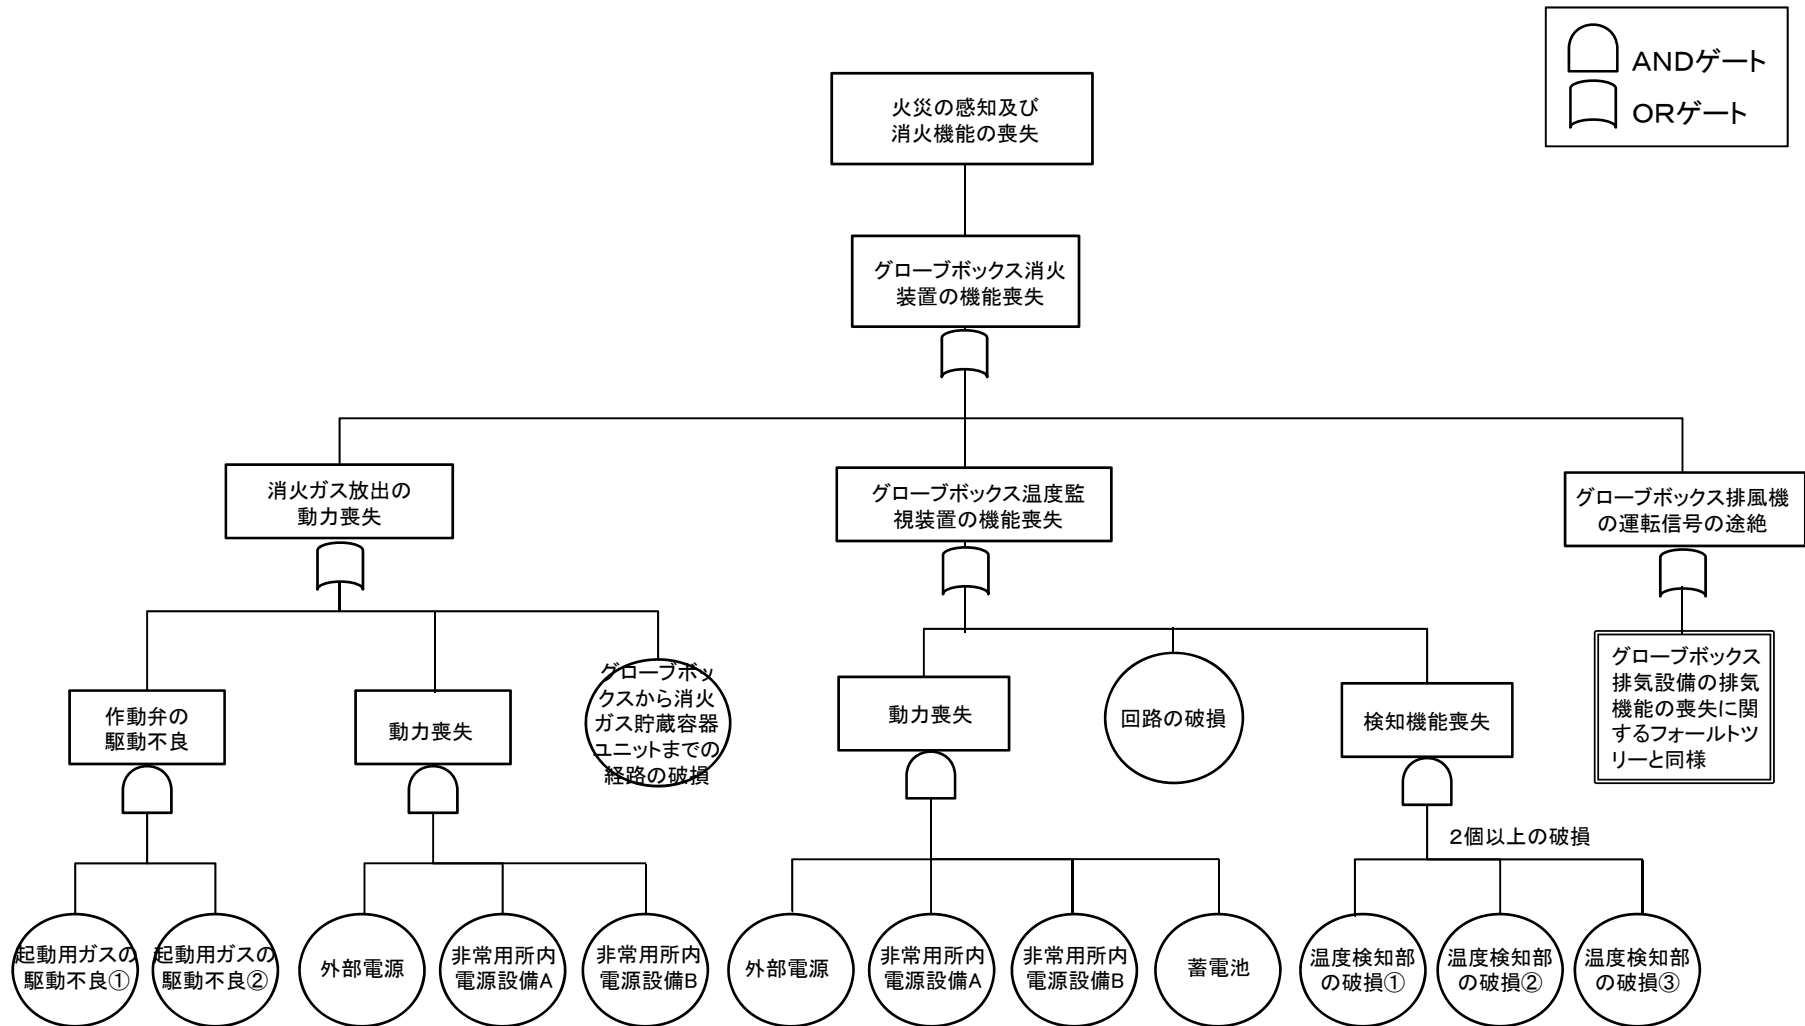 ANDゲート
ORゲート
火災の感知及び
消火機能の喪失
グローブボックス消火
装置の機能喪失
消火ガス放出の
動力喪失
グローブボックス温度監
視装置の機能喪失
グローブボックス排風機
の運転信号の途絶
作動弁の
駆動不良
動力喪失
グローブボッ
クスから消火
ガス貯蔵容器
ユニットまでの
経路の破損
動力喪失
回路の破損
検知機能喪失
グローブボックス
排気設備の排気
機能の喪失に関
するフォールトツ
リーと同様
2個以上の破損
起動用ガスの
駆動不良①
起動用ガスの
駆動不良②
外部電源
非常用所内
電源設備A
非常用所内
電源設備B
外部電源
非常用所内
電源設備A
非常用所内
電源設備B
蓄電池
温度検知部
の破損①
温度検知部
の破損②
温度検知部
の破損③